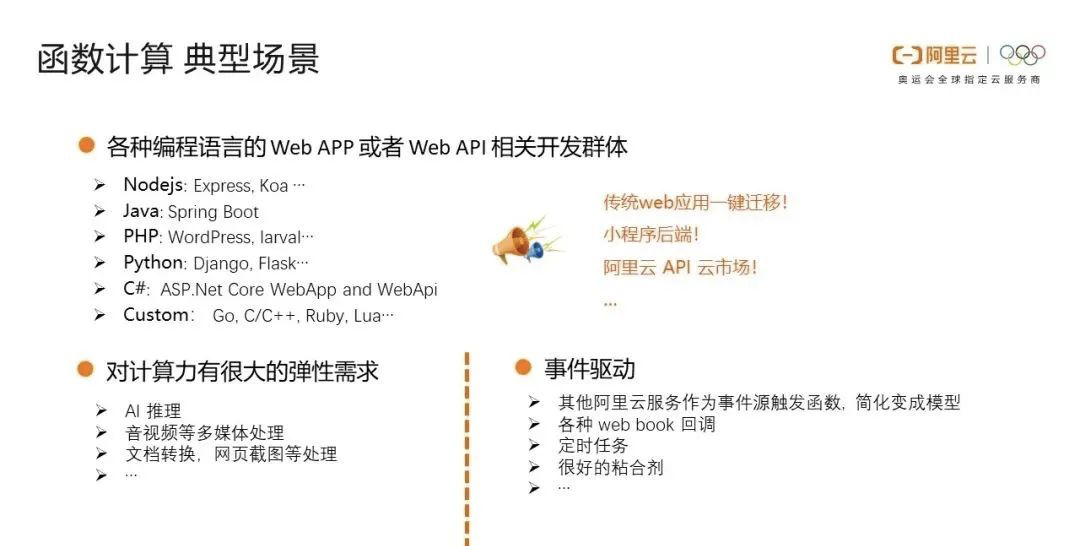 函数计算 典型场景
阿里云
奥运会全球指定云服务商
各种编程语言的 Web APP 或者 Web API 相关开发群体
Nodejs: Express, Koa ···
Java: Spring Boot
PHP: WordPress, larval···
Python: Django, Flask···
C#: ASP.Net Core WebApp and WebApi
Custom: Go, C/C++, Ruby, Lua···
传统web应用一键迁移!
小程序后端!
阿里云 API 云市场!
...
对计算力有很大的弹性需求
AI 推理
音视频等多媒体处理
文档转换, 网页截图等处理
···
事件驱动
其他阿里云服务作为事件源触发函数, 简化变成模型
各种 web book 回调
定时任务
很好的粘合剂
···